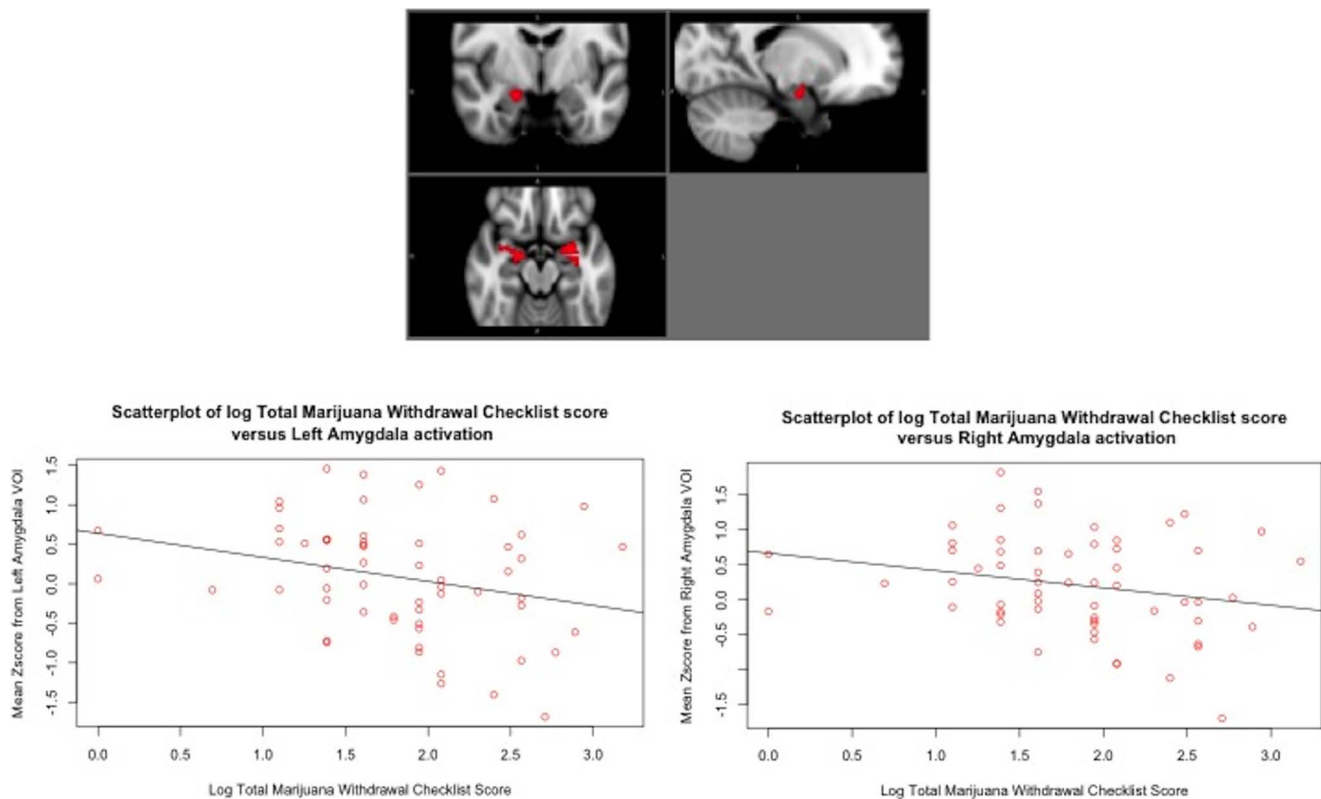 Scatterplot of log Total Marijuana Withdrawal Checklist score
versus Left Amygdala activation
Mean Zscore from Left Amygdala VOI
1.5
1.0
0.5
0.0
-0.5
-1.0
-1.5
0.0 0.5 1.0 1.5 2.0 2.5 3.0
Log Total Marijuana Withdrawal Checklist Score
Scatterplot of log Total Marijuana Withdrawal Checklist score
versus Right Amygdala activation
Mean Zscore from Right Amygdala VOI
1.5
0.5
0.0
-0.5
-1.5
0.0 0.5 1.0 1.5 2.0 2.5 3.0
Log Total Marijuana Withdrawal Checklist Score